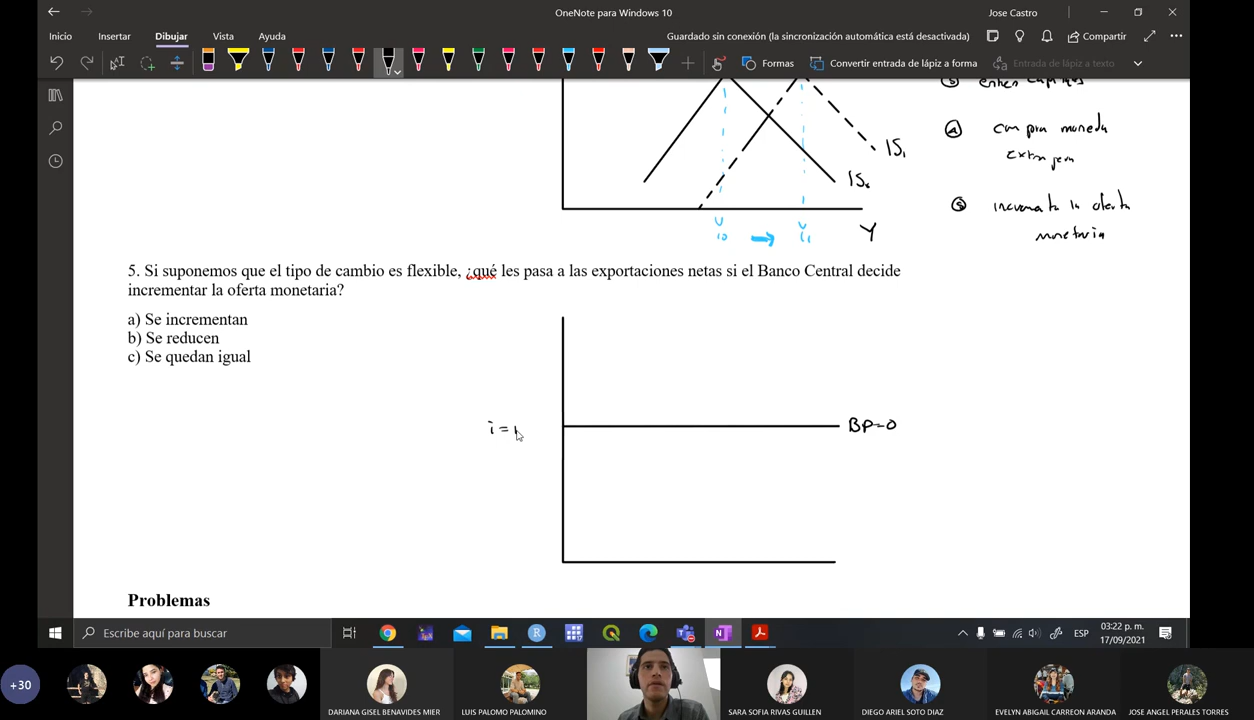 OneNote para Windows 10
Jose Castro
Inicio Insertar Dibujar Vista Ayuda
Guardado sin conexión (la sincronización automática está desactivada)
Compartir
Formas
Convertir entrada de lápiz a forma
Entrada de lápiz a texto
IS₁
IS₀
Y
④ compra moneda
extranjera
⑤ incrementa la oferta
monetaria
5. Si suponemos que el tipo de cambio es flexible, ¿qué les pasa a las exportaciones netas si el Banco Central decide
incrementar la oferta monetaria?
a) Se incrementan
b) Se reducen
c) Se quedan igual
i =
BP=0
Problemas
Escribe aquí para buscar
ESP
03:22 p. m.
17/09/2021
+30
DARIANA GISEL BENAVIDES MIER
LUIS PALOMO PALOMINO
SARA SOFIA RIVAS GUILLEN
DIEGO ARIEL SOTO DIAZ
EVELYN ABIGAIL CARREON ARANDA
JOSE ANGEL PERALES TORRES